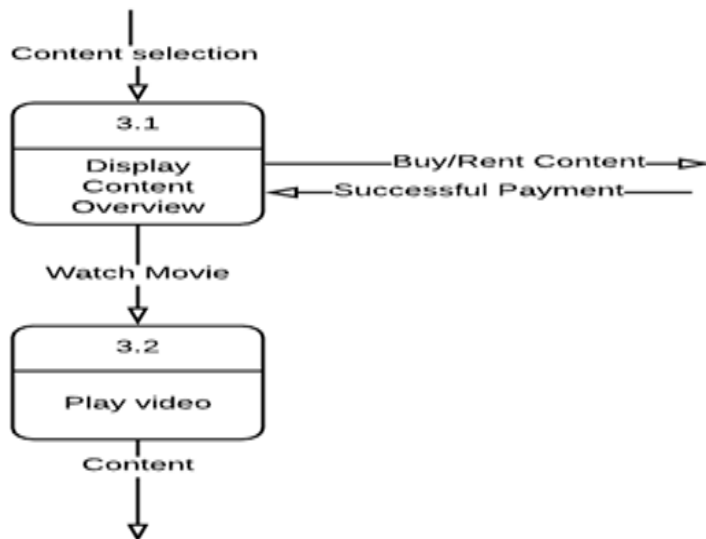 Content selection
3.1
Display
Content
Overview
Buy/Rent Content
Successful Payment
Watch Movie
3.2
Play video
Content